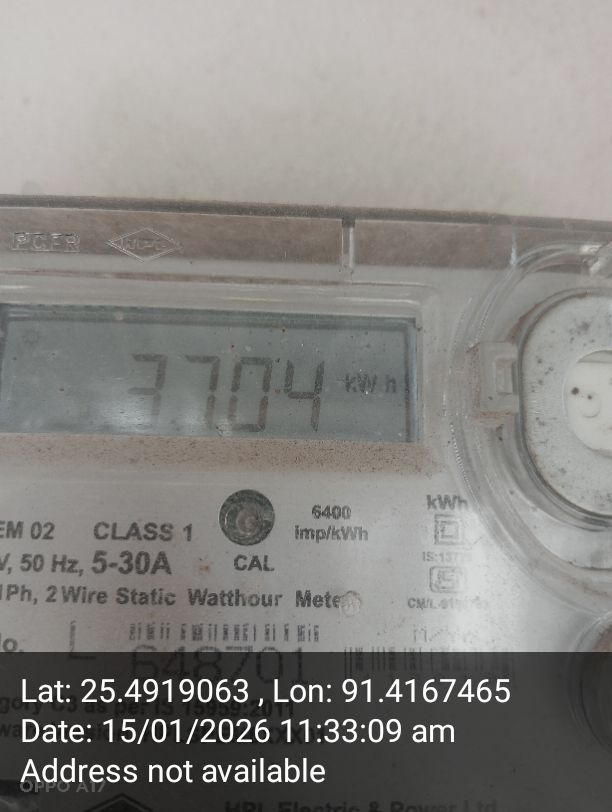 HPL
3704 kWh
6400
kWh
EM 02 CLASS 1
imp/kWh
V, 50 Hz, 5-30A
CAL
1Ph, 2 Wire Static Watthour Meter
No. L
648701
Lat: 25.4919063 , Lon: 91.4167465
Date: 15/01/2026 11:33:09 am
Address not available
OPPO A17
HPL Electric & Power Ltd